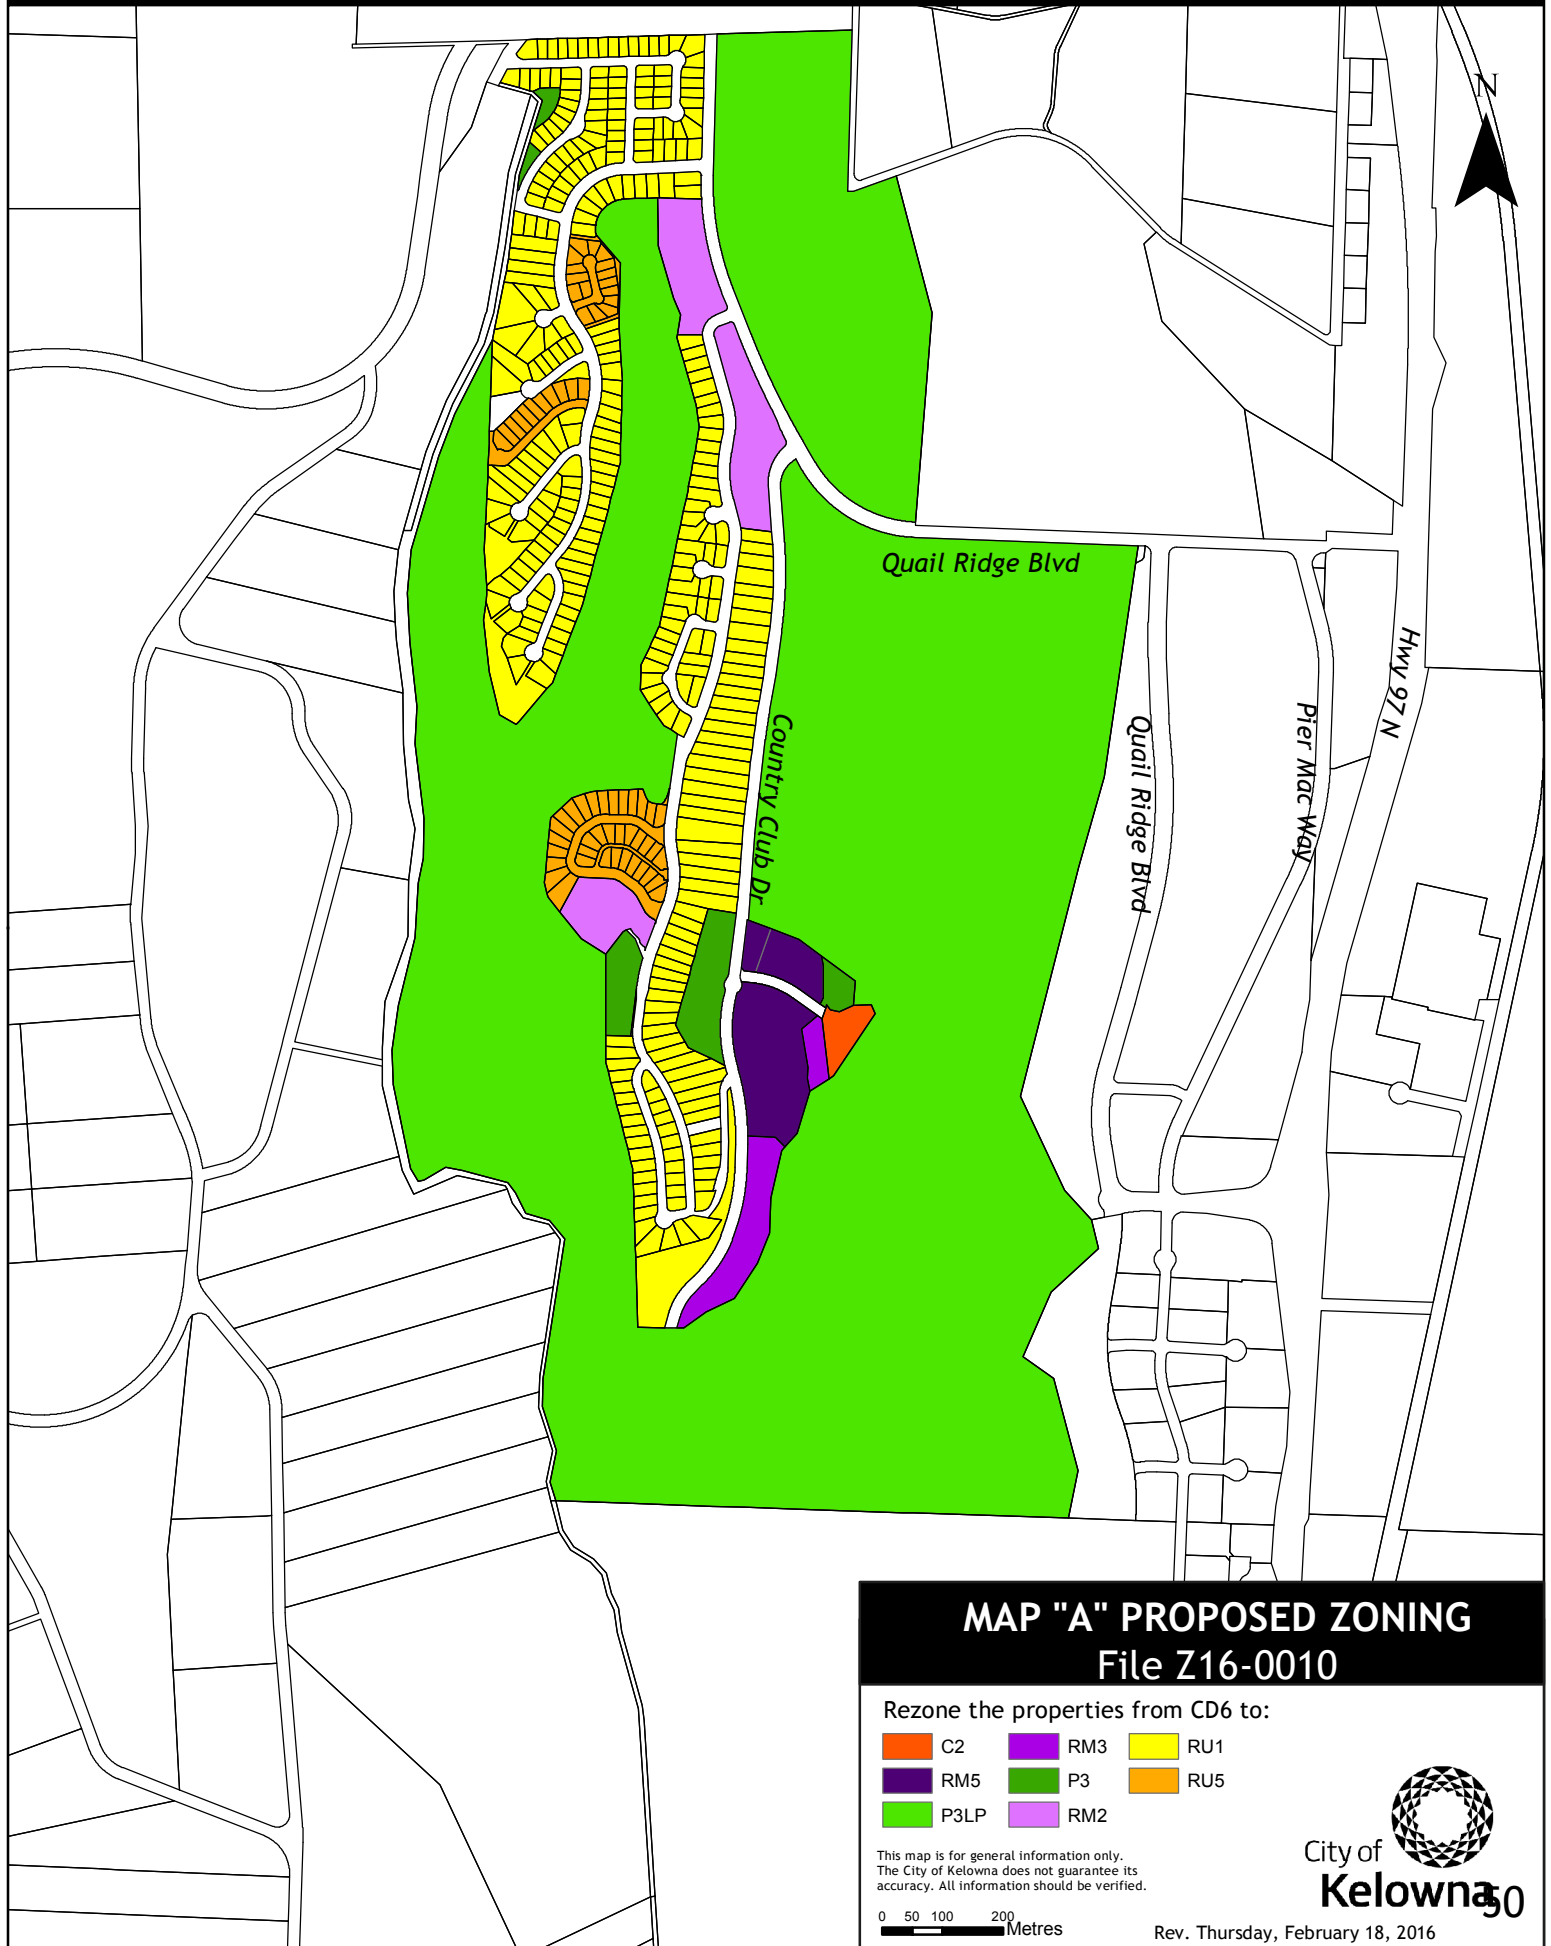 N
Quail Ridge Blvd
Hwy 97 N
Pier Mac Way
Quail Ridge Blvd
Country Club Dr
MAP "A" PROPOSED ZONING
File Z16-0010
Rezone the properties from CD6 to:
C2 RM3 RU1
RM5 P3 RU5
P3LP RM2
This map is for general information only.
The City of Kelowna does not guarantee its
accuracy. All information should be verified.
City of
Kelowna
50
0 50 100 200
Metres
Rev. Thursday, February 18, 2016